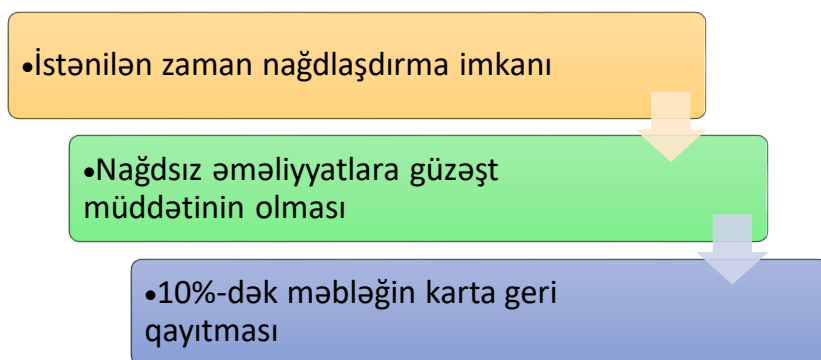 •İstənilən zaman nağdlaşdırma imkanı
•Nağdsız əməliyyatlara güzəşt
müddətinin olması
•10%-dək məbləğin karta geri
qayıtması